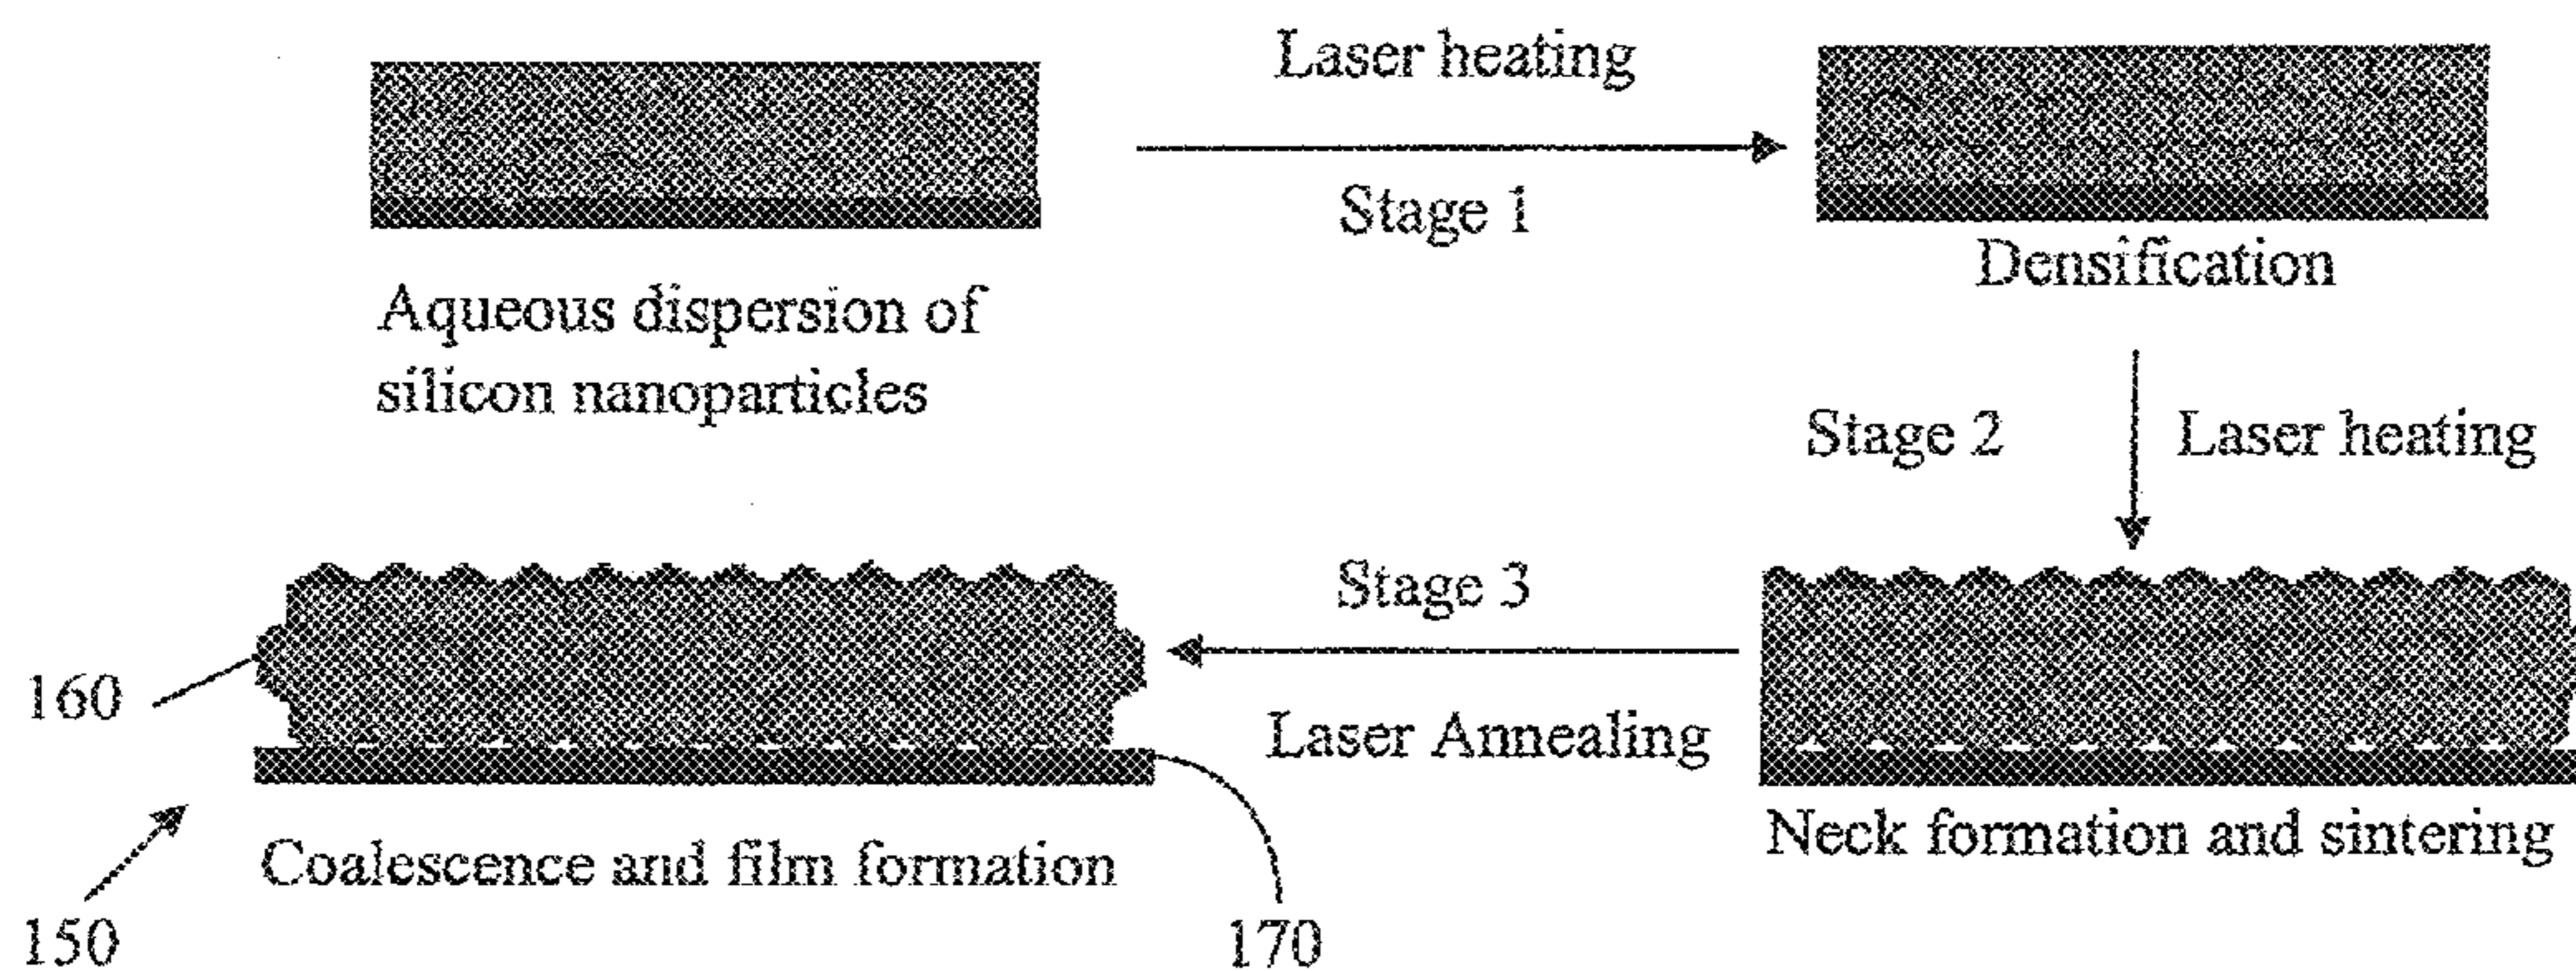 Laser heating
Stage 1
Aqueous dispersion of
silicon nanoparticles
Densification
Stage 2
Laser heating
Stage 3
Laser Annealing
160
Neck formation and sintering
Coalescence and film formation
150
170